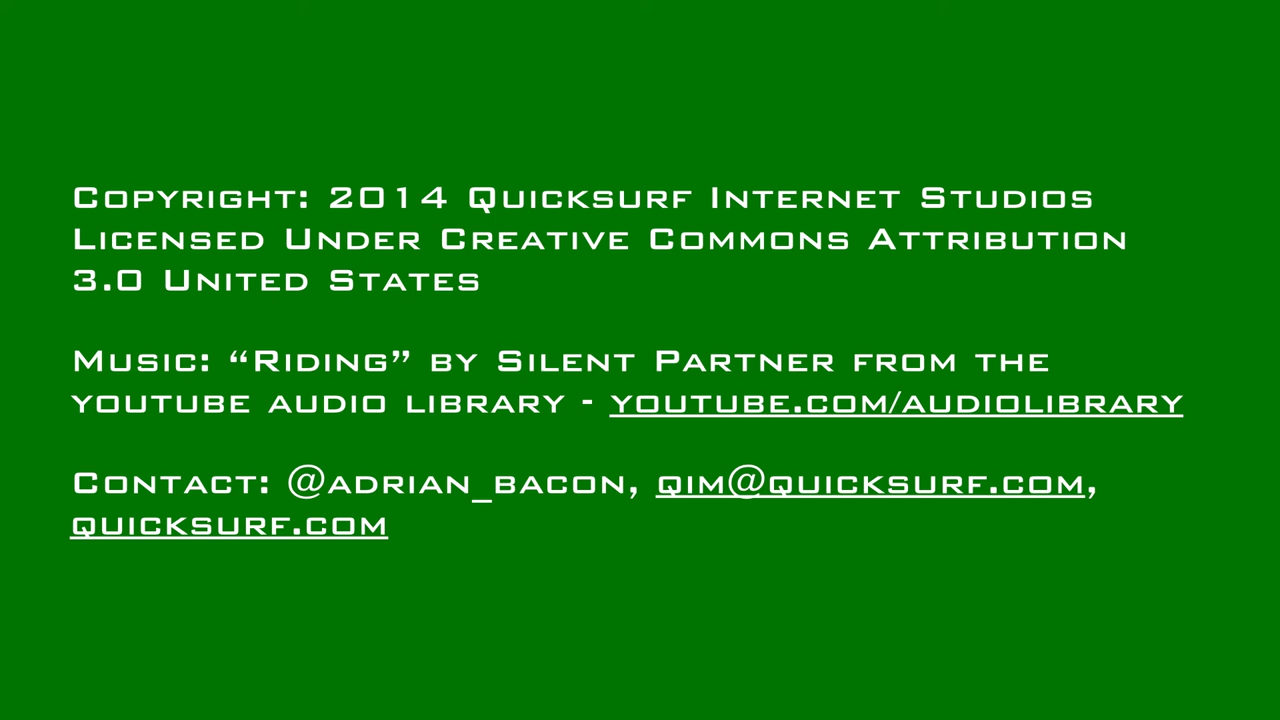 Copyright: 2014 Quicksurf Internet Studios
Licensed Under Creative Commons Attribution
3.0 United States
Music: “Riding” by Silent Partner from the
youtube audio library - youtube.com/audiolibrary
Contact: @adrian_bacon, qim@quicksurf.com,
quicksurf.com